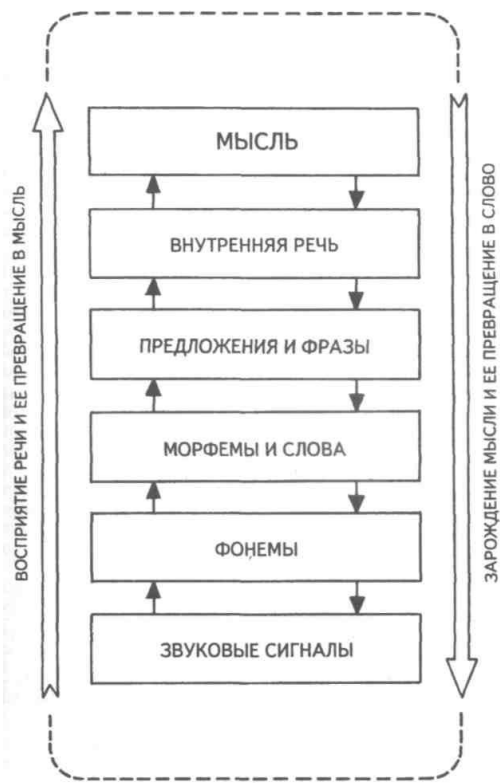 МЫСЛЬ
ВНУТРЕННЯЯ РЕЧЬ
ПРЕДЛОЖЕНИЯ И ФРАЗЫ
МОРФЕМЫ И СЛОВА
ФОНЕМЫ
ЗВУКОВЫЕ СИГНАЛЫ
ВОСПРИЯТИЕ РЕЧИ И ЕЕ ПРЕВРАЩЕНИЕ В МЫСЛЬ
ЗАРОЖДЕНИЕ МЫСЛИ И ЕЕ ПРЕВРАЩЕНИЕ В СЛОВО